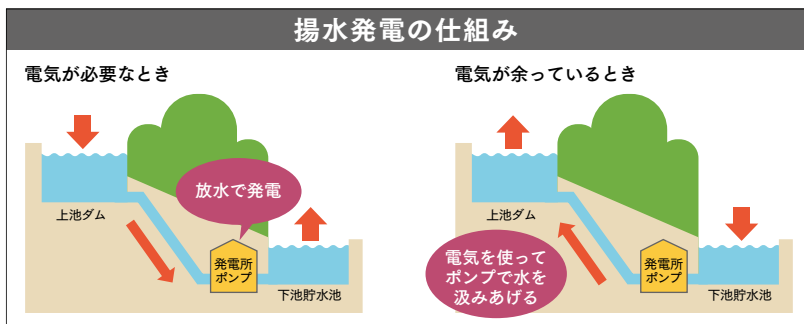 揚水発電の仕組み
電気が必要なとき
放水で発電
上池ダム
発電所
ポンプ
下池貯水池
電気が余っているとき
上池ダム
電気を使って
ポンプで水を
汲みあげる
発電所
ポンプ
下池貯水池